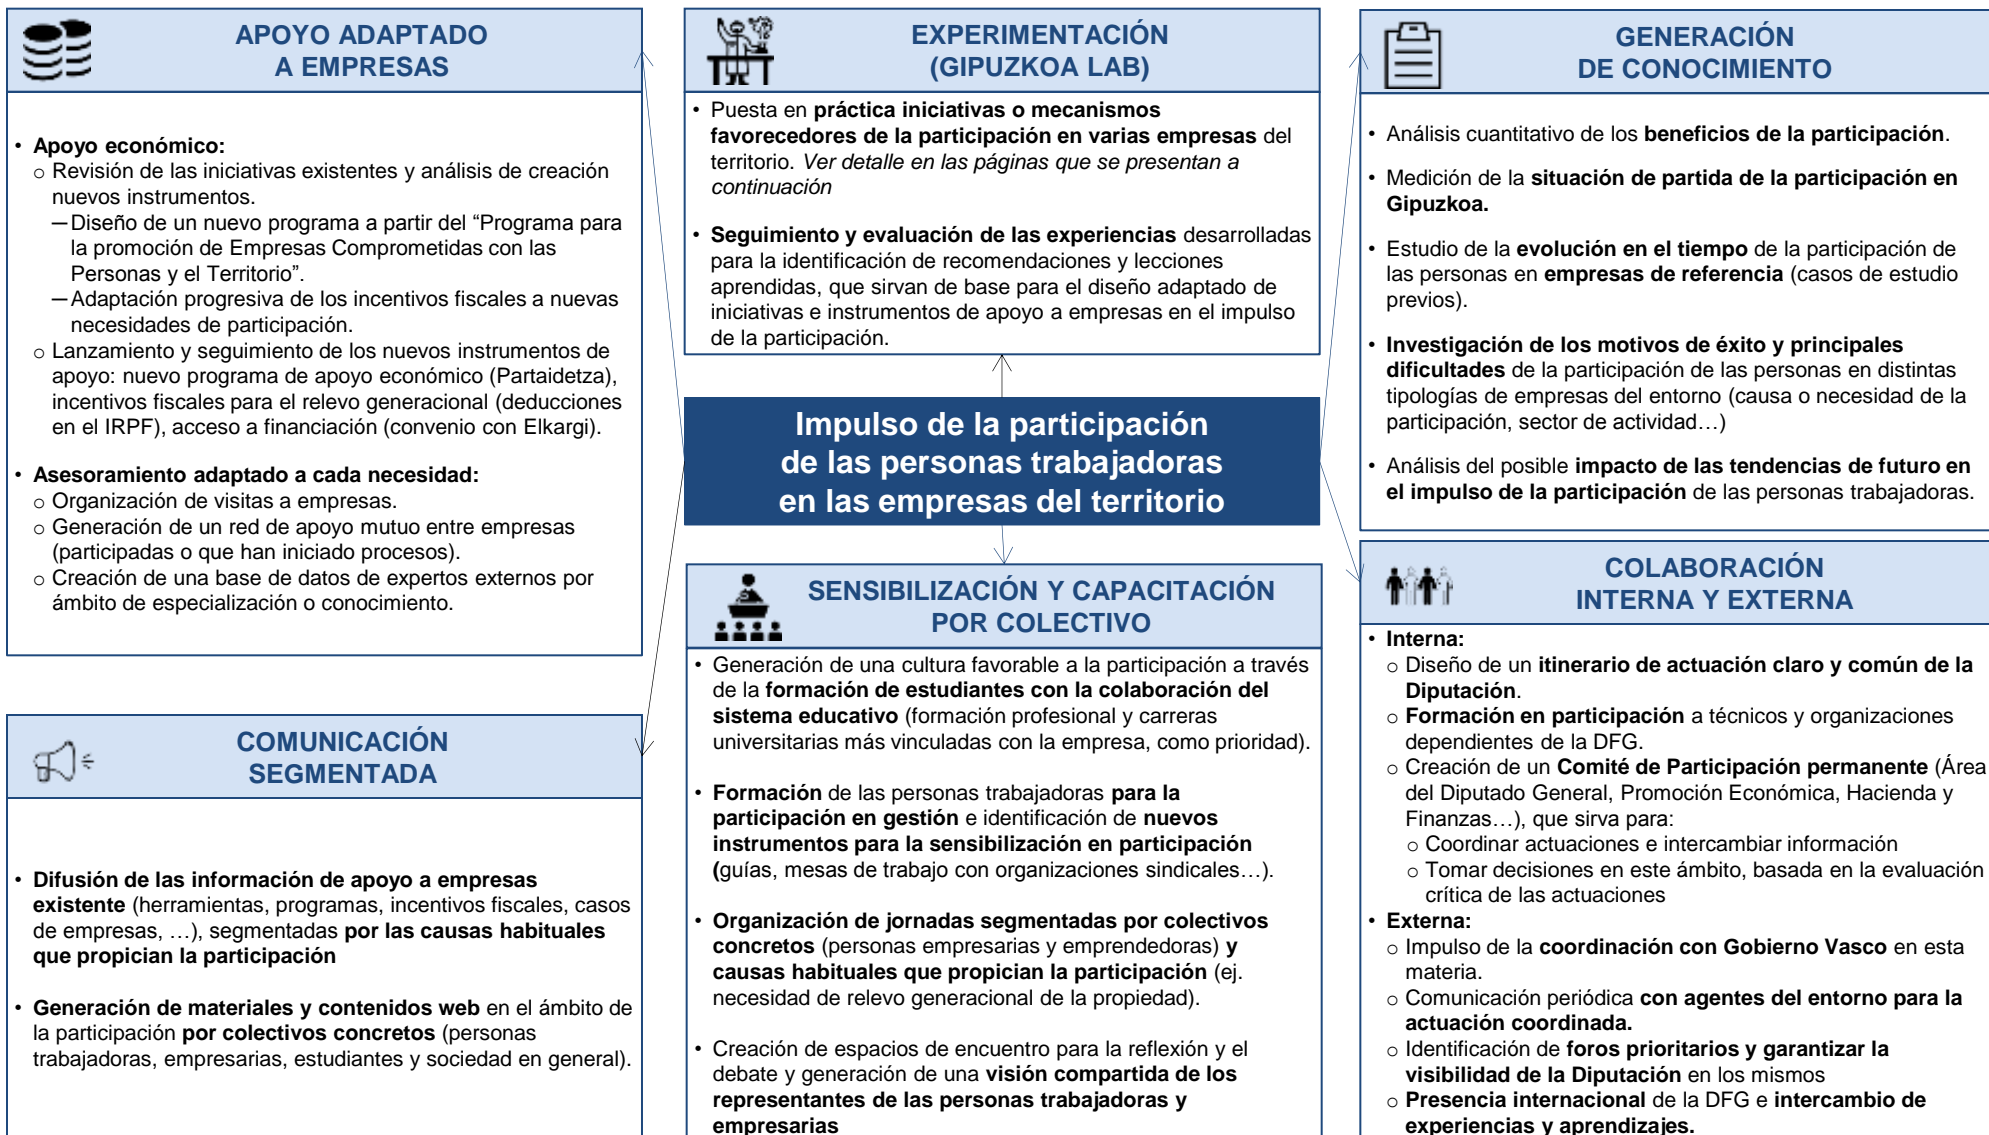 APOYO ADAPTADO
A EMPRESAS
• Apoyo económico:
o Revisión de las iniciativas existentes y análisis de creación
nuevos instrumentos.
─ Diseño de un nuevo programa a partir del “Programa para
la promoción de Empresas Comprometidas con las
Personas y el Territorio”.
─ Adaptación progresiva de los incentivos fiscales a nuevas
necesidades de participación.
o Lanzamiento y seguimiento de los nuevos instrumentos de
apoyo: nuevo programa de apoyo económico (Partaidetza),
incentivos fiscales para el relevo generacional (deducciones
en el IRPF), acceso a financiación (convenio con Elkargi).
• Asesoramiento adaptado a cada necesidad:
o Organización de visitas a empresas.
o Generación de un red de apoyo mutuo entre empresas
(participadas o que han iniciado procesos).
o Creación de una base de datos de expertos externos por
ámbito de especialización o conocimiento.
COMUNICACIÓN
SEGMENTADA
• Difusión de las información de apoyo a empresas
existente (herramientas, programas, incentivos fiscales, casos
de empresas, …), segmentadas por las causas habituales
que propician la participación
• Generación de materiales y contenidos web en el ámbito de
la participación por colectivos concretos (personas
trabajadoras, empresarias, estudiantes y sociedad en general).
EXPERIMENTACIÓN
(GIPUZKOA LAB)
• Puesta en práctica iniciativas o mecanismos
favorecedores de la participación en varias empresas del
territorio. Ver detalle en las páginas que se presentan a
continuación
• Seguimiento y evaluación de las experiencias desarrolladas
para la identificación de recomendaciones y lecciones
aprendidas, que sirvan de base para el diseño adaptado de
iniciativas e instrumentos de apoyo a empresas en el impulso
de la participación.
Impulso de la participación
de las personas trabajadoras
en las empresas del territorio
SENSIBILIZACIÓN Y CAPACITACIÓN
POR COLECTIVO
• Generación de una cultura favorable a la participación a través
de la formación de estudiantes con la colaboración del
sistema educativo (formación profesional y carreras
universitarias más vinculadas con la empresa, como prioridad).
• Formación de las personas trabajadoras para la
participación en gestión e identificación de nuevos
instrumentos para la sensibilización en participación
(guías, mesas de trabajo con organizaciones sindicales…).
• Organización de jornadas segmentadas por colectivos
concretos (personas empresarias y emprendedoras) y
causas habituales que propician la participación (ej.
necesidad de relevo generacional de la propiedad).
• Creación de espacios de encuentro para la reflexión y el
debate y generación de una visión compartida de los
representantes de las personas trabajadoras y
empresarias
GENERACIÓN
DE CONOCIMIENTO
• Análisis cuantitativo de los beneficios de la participación.
• Medición de la situación de partida de la participación en
Gipuzkoa.
• Estudio de la evolución en el tiempo de la participación de
las personas en empresas de referencia (casos de estudio
previos).
• Investigación de los motivos de éxito y principales
dificultades de la participación de las personas en distintas
tipologías de empresas del entorno (causa o necesidad de la
participación, sector de actividad…)
• Análisis del posible impacto de las tendencias de futuro en
el impulso de la participación de las personas trabajadoras.
COLABORACIÓN
INTERNA Y EXTERNA
• Interna:
o Diseño de un itinerario de actuación claro y común de la
Diputación.
o Formación en participación a técnicos y organizaciones
dependientes de la DFG.
o Creación de un Comité de Participación permanente (Área
del Diputado General, Promoción Económica, Hacienda y
Finanzas…), que sirva para:
o Coordinar actuaciones e intercambiar información
o Tomar decisiones en este ámbito, basada en la evaluación
crítica de las actuaciones
• Externa:
o Impulso de la coordinación con Gobierno Vasco en esta
materia.
o Comunicación periódica con agentes del entorno para la
actuación coordinada.
o Identificación de foros prioritarios y garantizar la
visibilidad de la Diputación en los mismos
o Presencia internacional de la DFG e intercambio de
experiencias y aprendizajes.